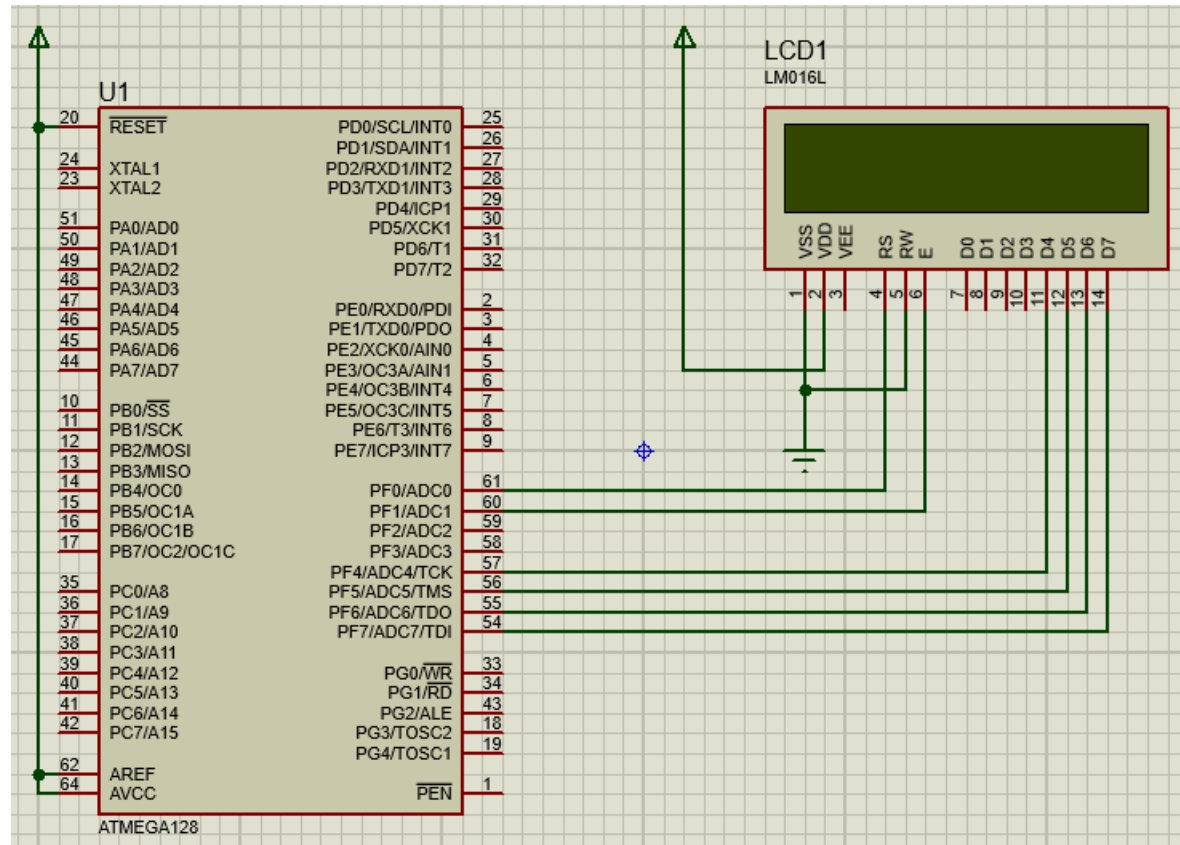 U1
20 RESET
24 XTAL1
23 XTAL2
51 PA0/AD0
50 PA1/AD1
49 PA2/AD2
48 PA3/AD3
47 PA4/AD4
46 PA5/AD5
45 PA6/AD6
44 PA7/AD7
10 PB0/SS
11 PB1/SCK
12 PB2/MOSI
13 PB3/MISO
14 PB4/OC0
15 PB5/OC1A
16 PB6/OC1B
17 PB7/OC2/OC1C
35 PC0/A8
36 PC1/A9
37 PC2/A10
38 PC3/A11
39 PC4/A12
40 PC5/A13
41 PC6/A14
42 PC7/A15
62 AREF
64 AVCC
PD0/SCL/INT0 25
PD1/SDA/INT1 26
PD2/RXD1/INT2 27
PD3/TXD1/INT3 28
PD4/ICP1 29
PD5/XCK1 30
PD6/T1 31
PD7/T2 32
PE0/RXD0/PDI 2
PE1/TXD0/PDO 3
PE2/XCK0/AIN0 4
PE3/OC3A/AIN1 5
PE4/OC3B/INT4 6
PE5/OC3C/INT5 7
PE6/T3/INT6 8
PE7/ICP3/INT7 9
PF0/ADC0 61
PF1/ADC1 60
PF2/ADC2 59
PF3/ADC3 58
PF4/ADC4/TCK 57
PF5/ADC5/TMS 56
PF6/ADC6/TDO 55
PF7/ADC7/TDI 54
PG0/WR 33
PG1/RD 34
PG2/ALE 43
PG3/TOSC2 18
PG4/TOSC1 19
PEN 1
ATMEGA128
LCD1
LM016L
VSS VDD VEE RS RW E D0 D1 D2 D3 D4 D5 D6 D7
1 2 3 4 5 6 7 8 9 10 11 12 13 14